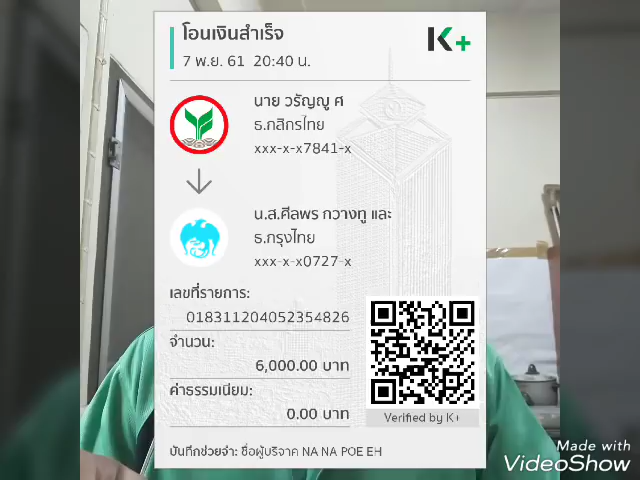 โอนเงินสำเร็จ
7 พ.ย. 61 20:40 น.
K+
นาย วรัญญู ศ
ธ.กสิกรไทย
xxx-x-x7841-x
น.ส.ศีลพร กวางทู และ
ธ.กรุงไทย
xxx-x-x0727-x
เลขที่รายการ:
018311204052354826
จำนวน:
6,000.00 บาท
ค่าธรรมเนียม:
0.00 บาท
Verified by K+
บันทึกช่วยจำ: ชื่อผู้บริจาค NA NA POE EH
Made with
VideoShow